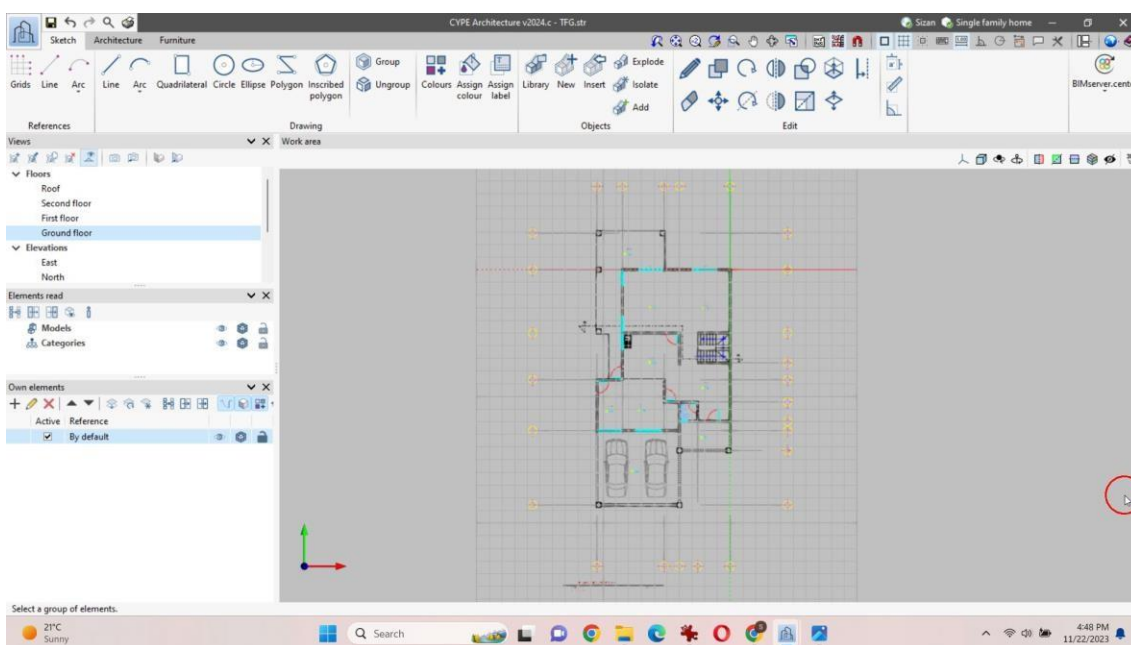 CYPE Architecture v2024.c - TFG.str
Sizan
Single family home
Sketch Architecture Furniture
Grids Line Arc Line Arc Quadrilateral Circle Ellipse Polygon Inscribed polygon
Group
Ungroup
Colours Assign colour Assign label
Library New Insert
Explode
Isolate
Add
BIMserver.cent
References Drawing Objects Edit
Views
Work area
Floors
Roof
Second floor
First floor
Ground floor
Elevations
East
North
Elements read
Models
Categories
Own elements
Active Reference
By default
Select a group of elements.
21°C
Sunny
Search
4:48 PM
11/22/2023